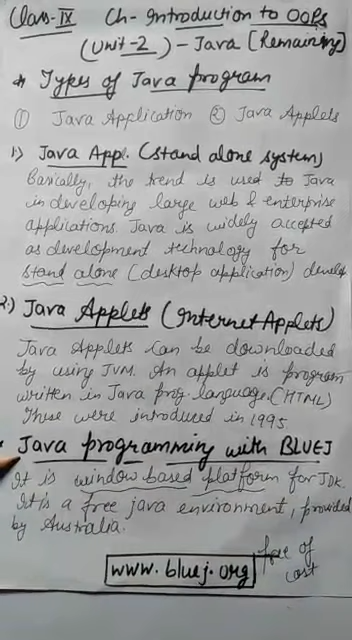 Class-IX Ch- Introduction to OOPs
(Unit-2) - Java [Remaining]
* Types of Java program
① Java Application ② Java Applets
1) Java Appl. (stand alone system)
Basically, the trend is used to Java
in developing large web & enterprise
applications. Java is widely accepted
as development technology for
stand alone (desktop application) develop
2.) Java Applets (Internet Applets)
Java Applets can be downloaded
by using JVM. An applet is program
written in Java prog. language. (HTML)
These were introduced in 1995
* Java programming with BLUEJ
It is window based platform for JDK.
It is a free java environment, provided
by Australia.
www.bluej.org free of
cost